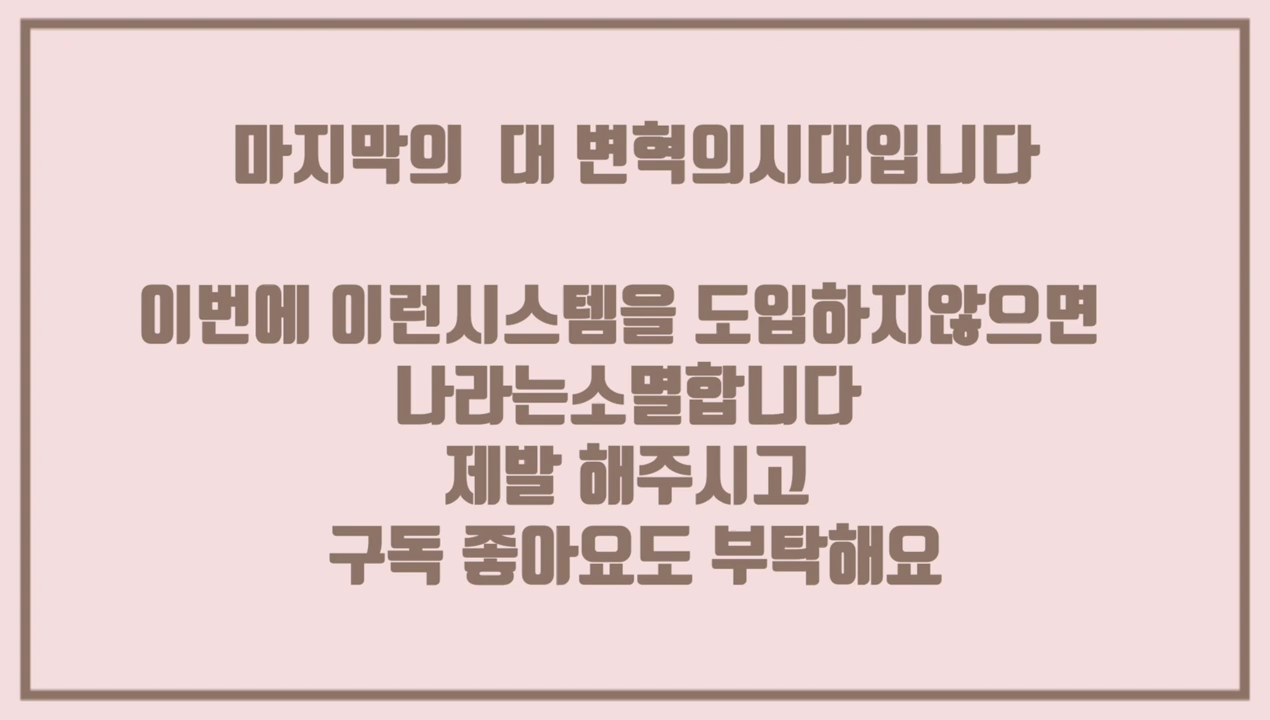 마지막의 대 변혁의시대입니다
이번에 이런시스템을 도입하지않으면
나라는소멸합니다
제발 해주시고
구독 좋아요도 부탁해요